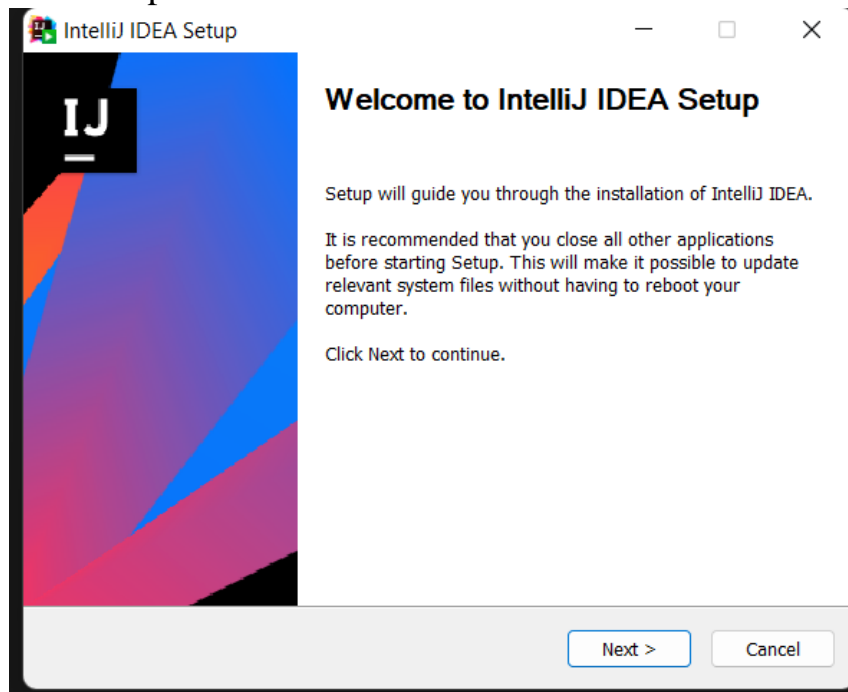 IntelliJ IDEA Setup
IJ
Welcome to IntelliJ IDEA Setup
Setup will guide you through the installation of IntelliJ IDEA.
It is recommended that you close all other applications
before starting Setup. This will make it possible to update
relevant system files without having to reboot your
computer.
Click Next to continue.
Next >
Cancel